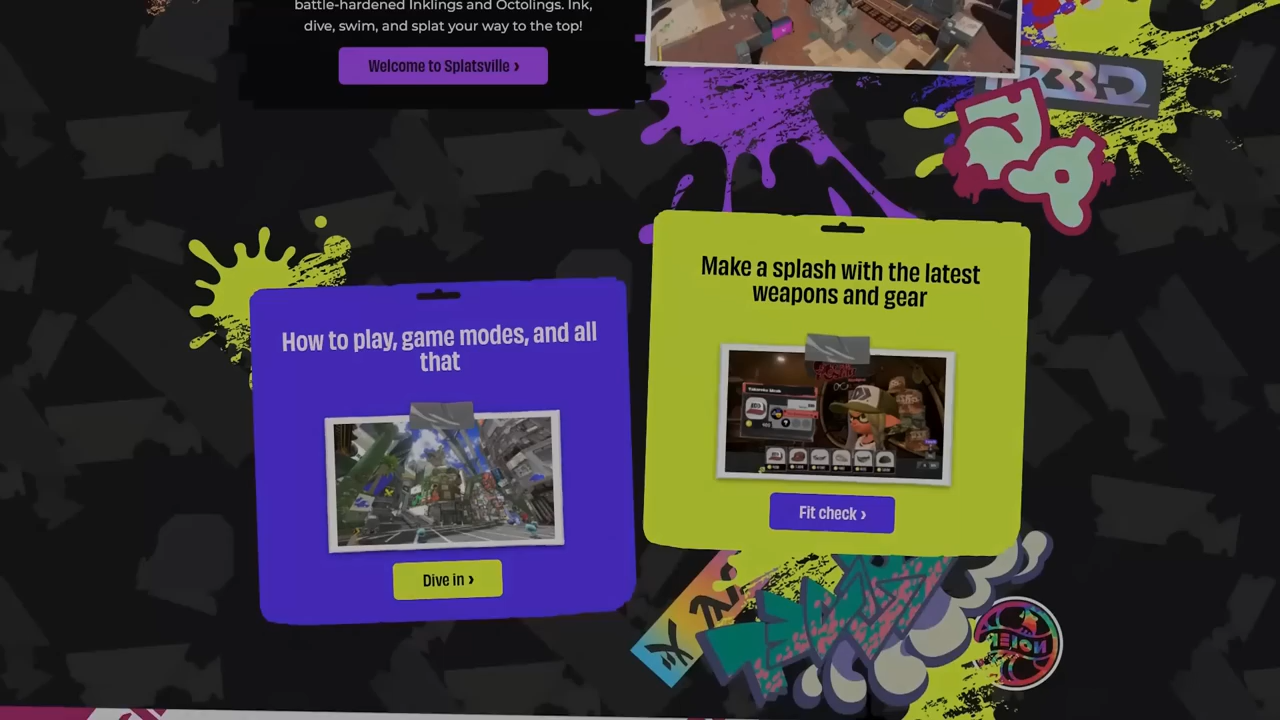 battle-hardened Inklings and Octolings. Ink,
dive, swim, and splat your way to the top!
Welcome to Splatsville ›
Make a splash with the latest
weapons and gear
How to play, game modes, and all
that
Fit check ›
Dive in ›